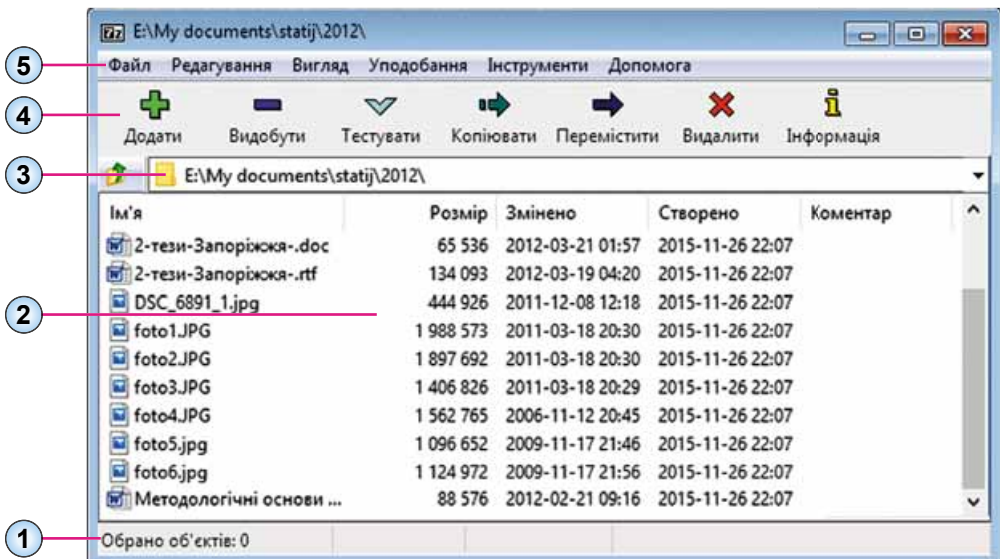 7z E:\My documents\statij\2012\
5 Файл Редагування Вигляд Уподобання Інструменти Допомога
4 Додати Видобути Тестувати Копіювати Перемістити Видалити Інформація
3 E:\My documents\statij\2012\
Ім'я Розмір Змінено Створено Коментар
2-тези-Запоріжжя-.doc 65 536 2012-03-21 01:57 2015-11-26 22:07
2-тези-Запоріжжя-.rtf 134 093 2012-03-19 04:20 2015-11-26 22:07
DSC_6891_1.jpg 444 926 2011-12-08 12:18 2015-11-26 22:07
2
foto1.JPG 1 988 573 2011-03-18 20:30 2015-11-26 22:07
foto2.JPG 1 897 692 2011-03-18 20:30 2015-11-26 22:07
foto3.JPG 1 406 826 2011-03-18 20:29 2015-11-26 22:07
foto4.JPG 1 562 765 2006-11-12 20:45 2015-11-26 22:07
foto5.jpg 1 096 652 2009-11-17 21:46 2015-11-26 22:07
foto6.jpg 1 124 972 2009-11-17 21:56 2015-11-26 22:07
Методологічні основи ... 88 576 2012-02-21 09:16 2015-11-26 22:07
1 Обрано об'єктів: 0